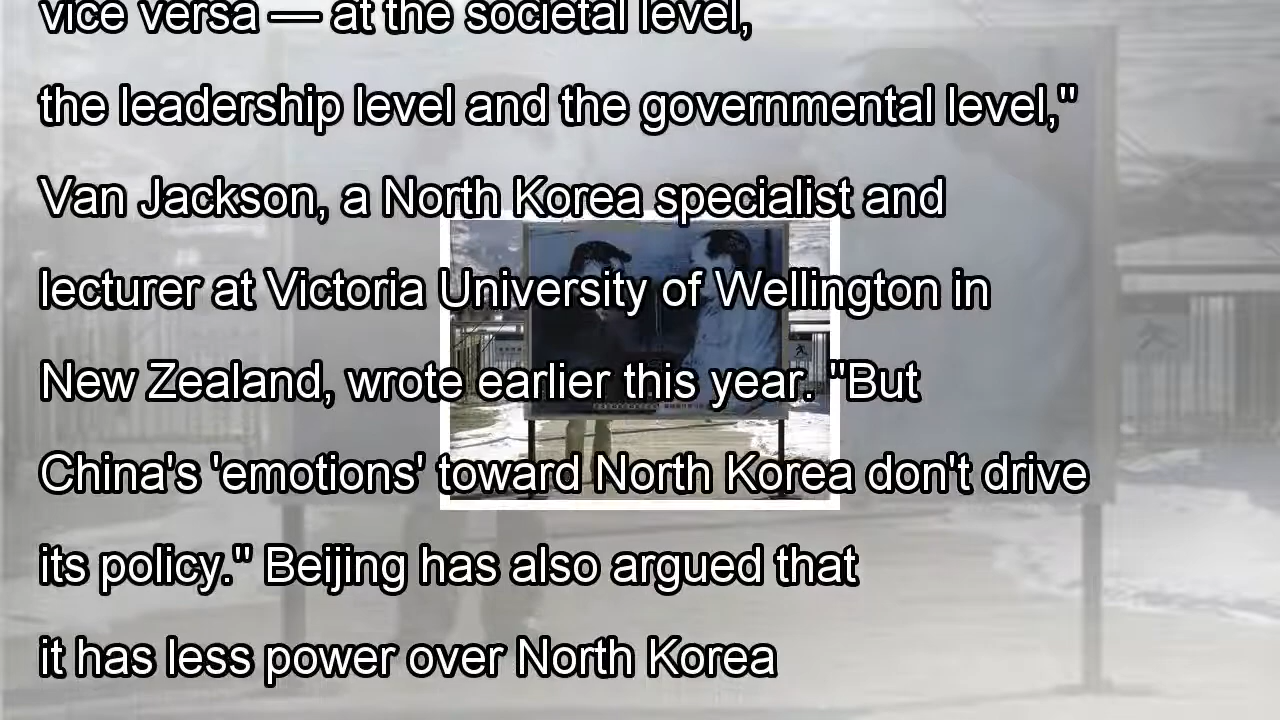 vice versa — at the societal level,
the leadership level and the governmental level,"
Van Jackson, a North Korea specialist and
lecturer at Victoria University of Wellington in
New Zealand, wrote earlier this year. "But
China's 'emotions' toward North Korea don't drive
its policy." Beijing has also argued that
it has less power over North Korea